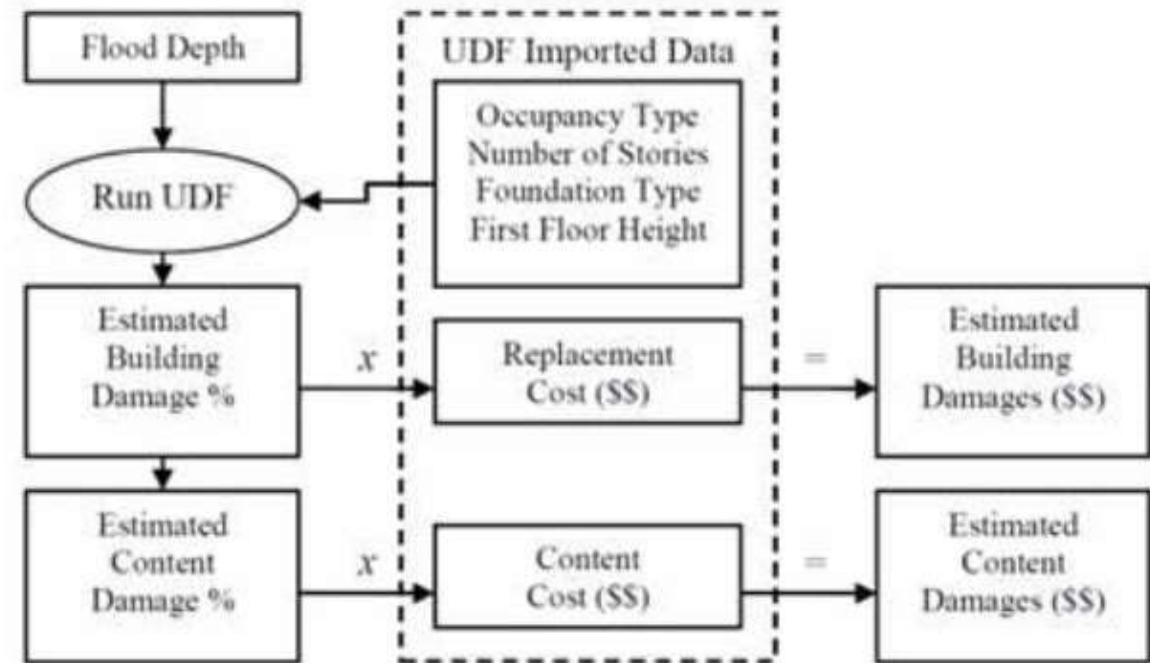 Flood Depth
UDF Imported Data
Occupancy Type
Number of Stories
Foundation Type
First Floor Height
Run UDF
Estimated
Building
Damage %
x
Replacement
Cost ($$)
=
Estimated
Building
Damages ($$)
Estimated
Content
Damage %
x
Content
Cost ($$)
=
Estimated
Content
Damages ($$)